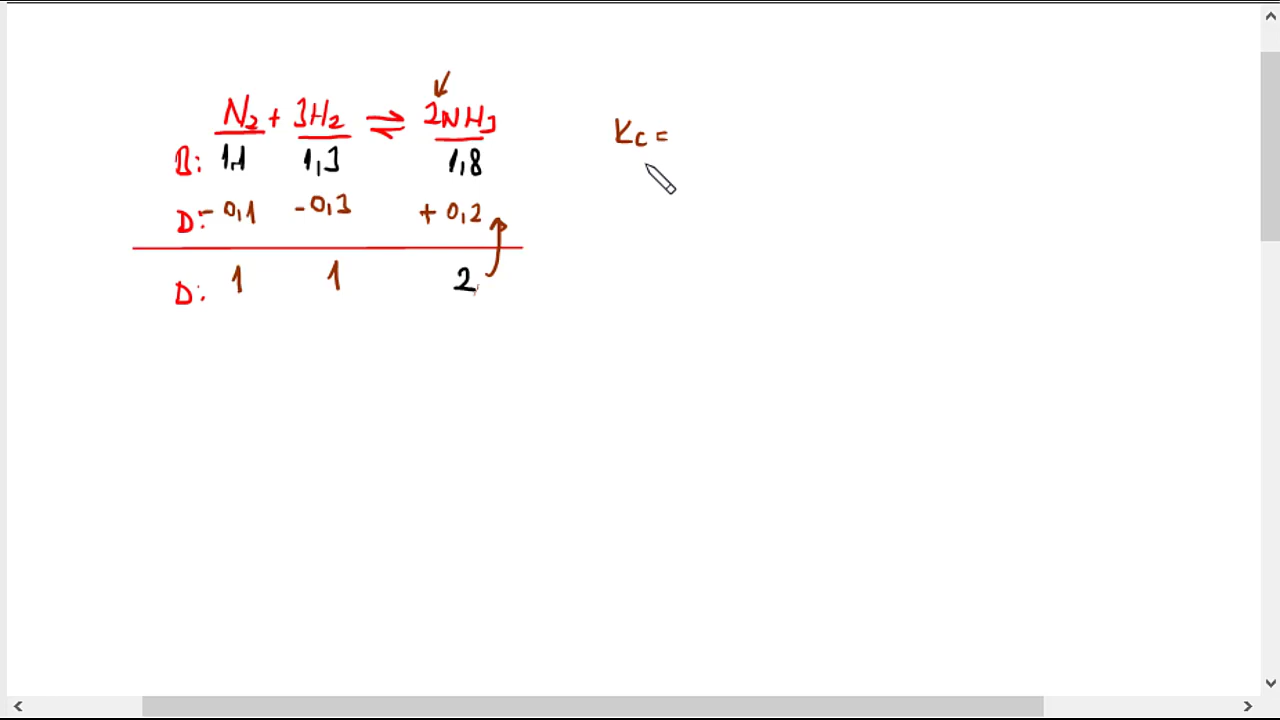 N₂ + 3H₂ ⇌ 2NH₃
Kc =
B: 1,1 1,3 1,8
D: - 0,1 - 0,3 + 0,2
D: 1 1 2